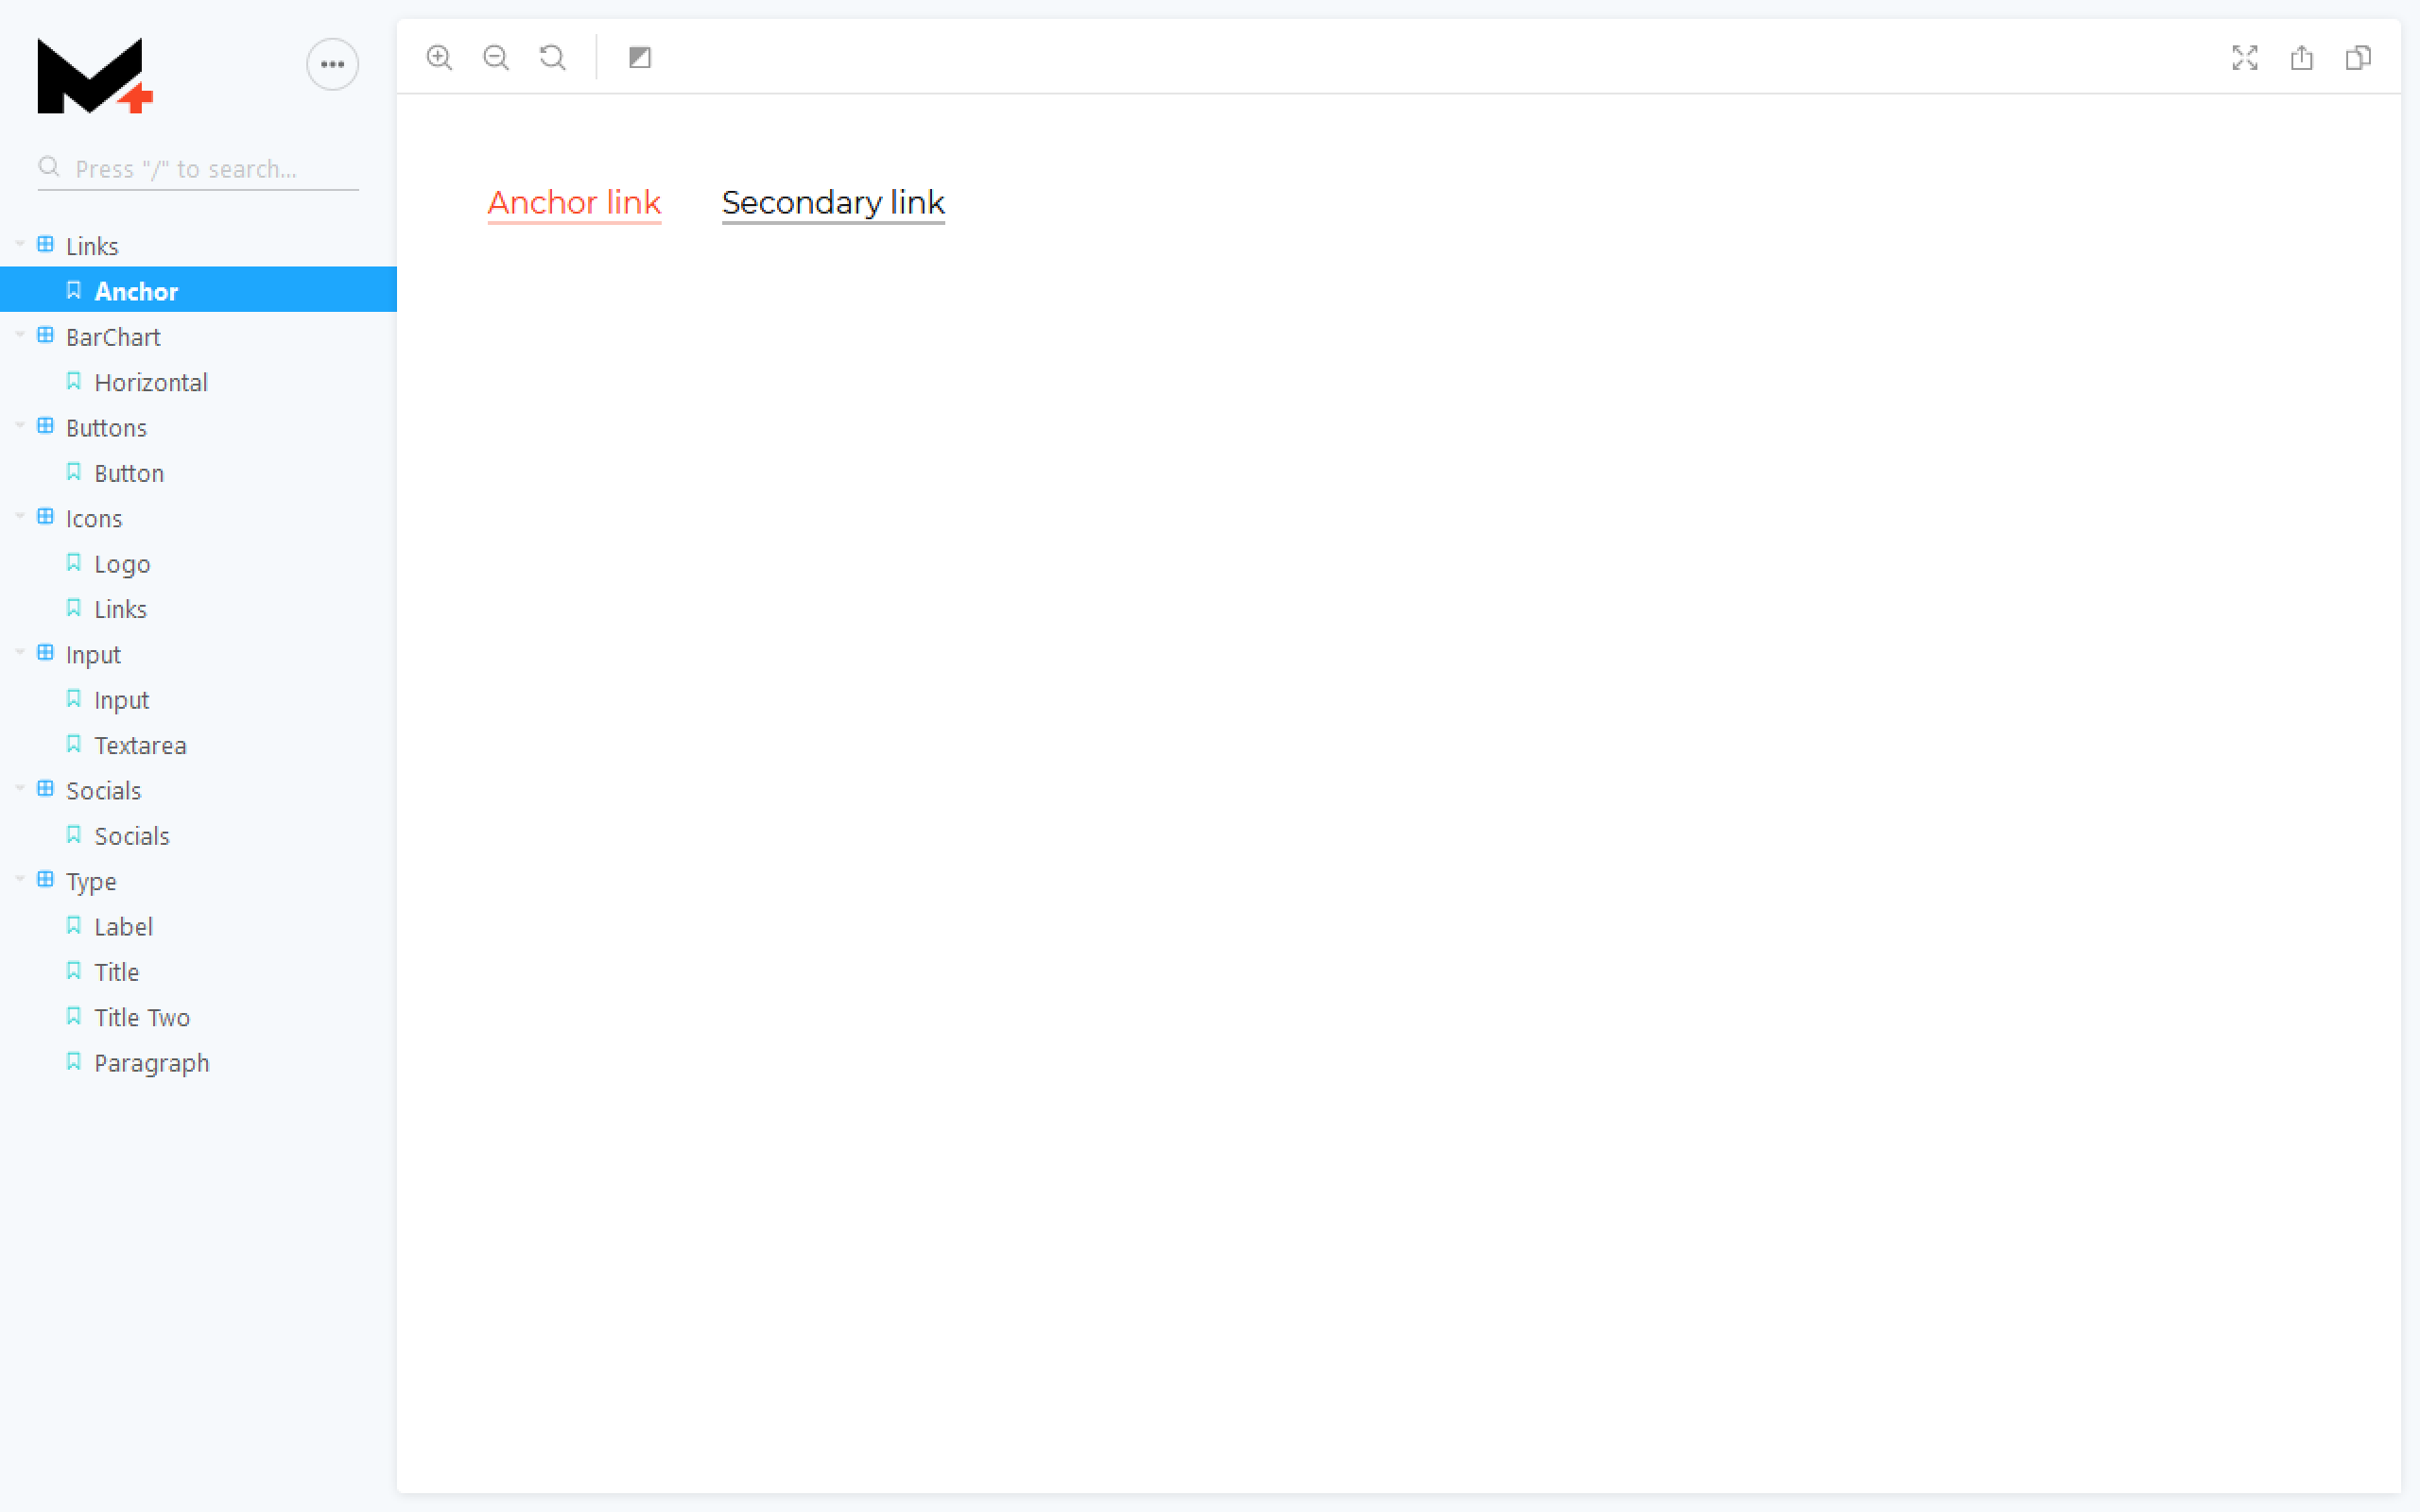 Press "/" to search...
Links
Anchor
BarChart
Horizontal
Buttons
Button
Icons
Logo
Links
Input
Input
Textarea
Socials
Socials
Type
Label
Title
Title Two
Paragraph
Anchor link Secondary link